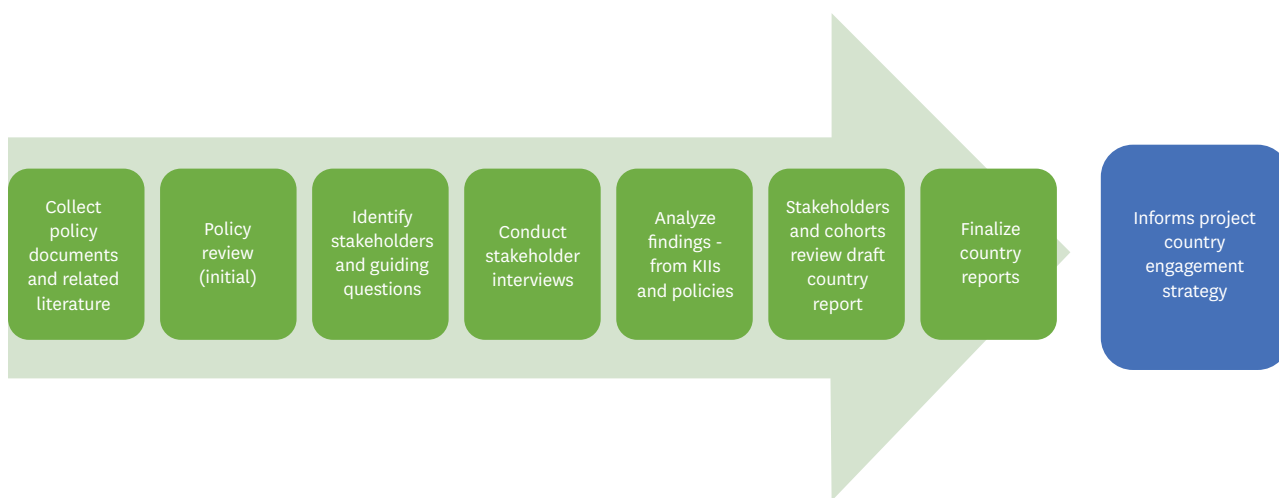 Collect
policy
documents
and related
literature
Policy
review
(initial)
Identify
stakeholders
and guiding
questions
Conduct
stakeholder
interviews
Analyze
findings -
from KIIs
and policies
Stakeholders
and cohorts
review draft
country
report
Finalize
country
reports
Informs project
country
engagement
strategy